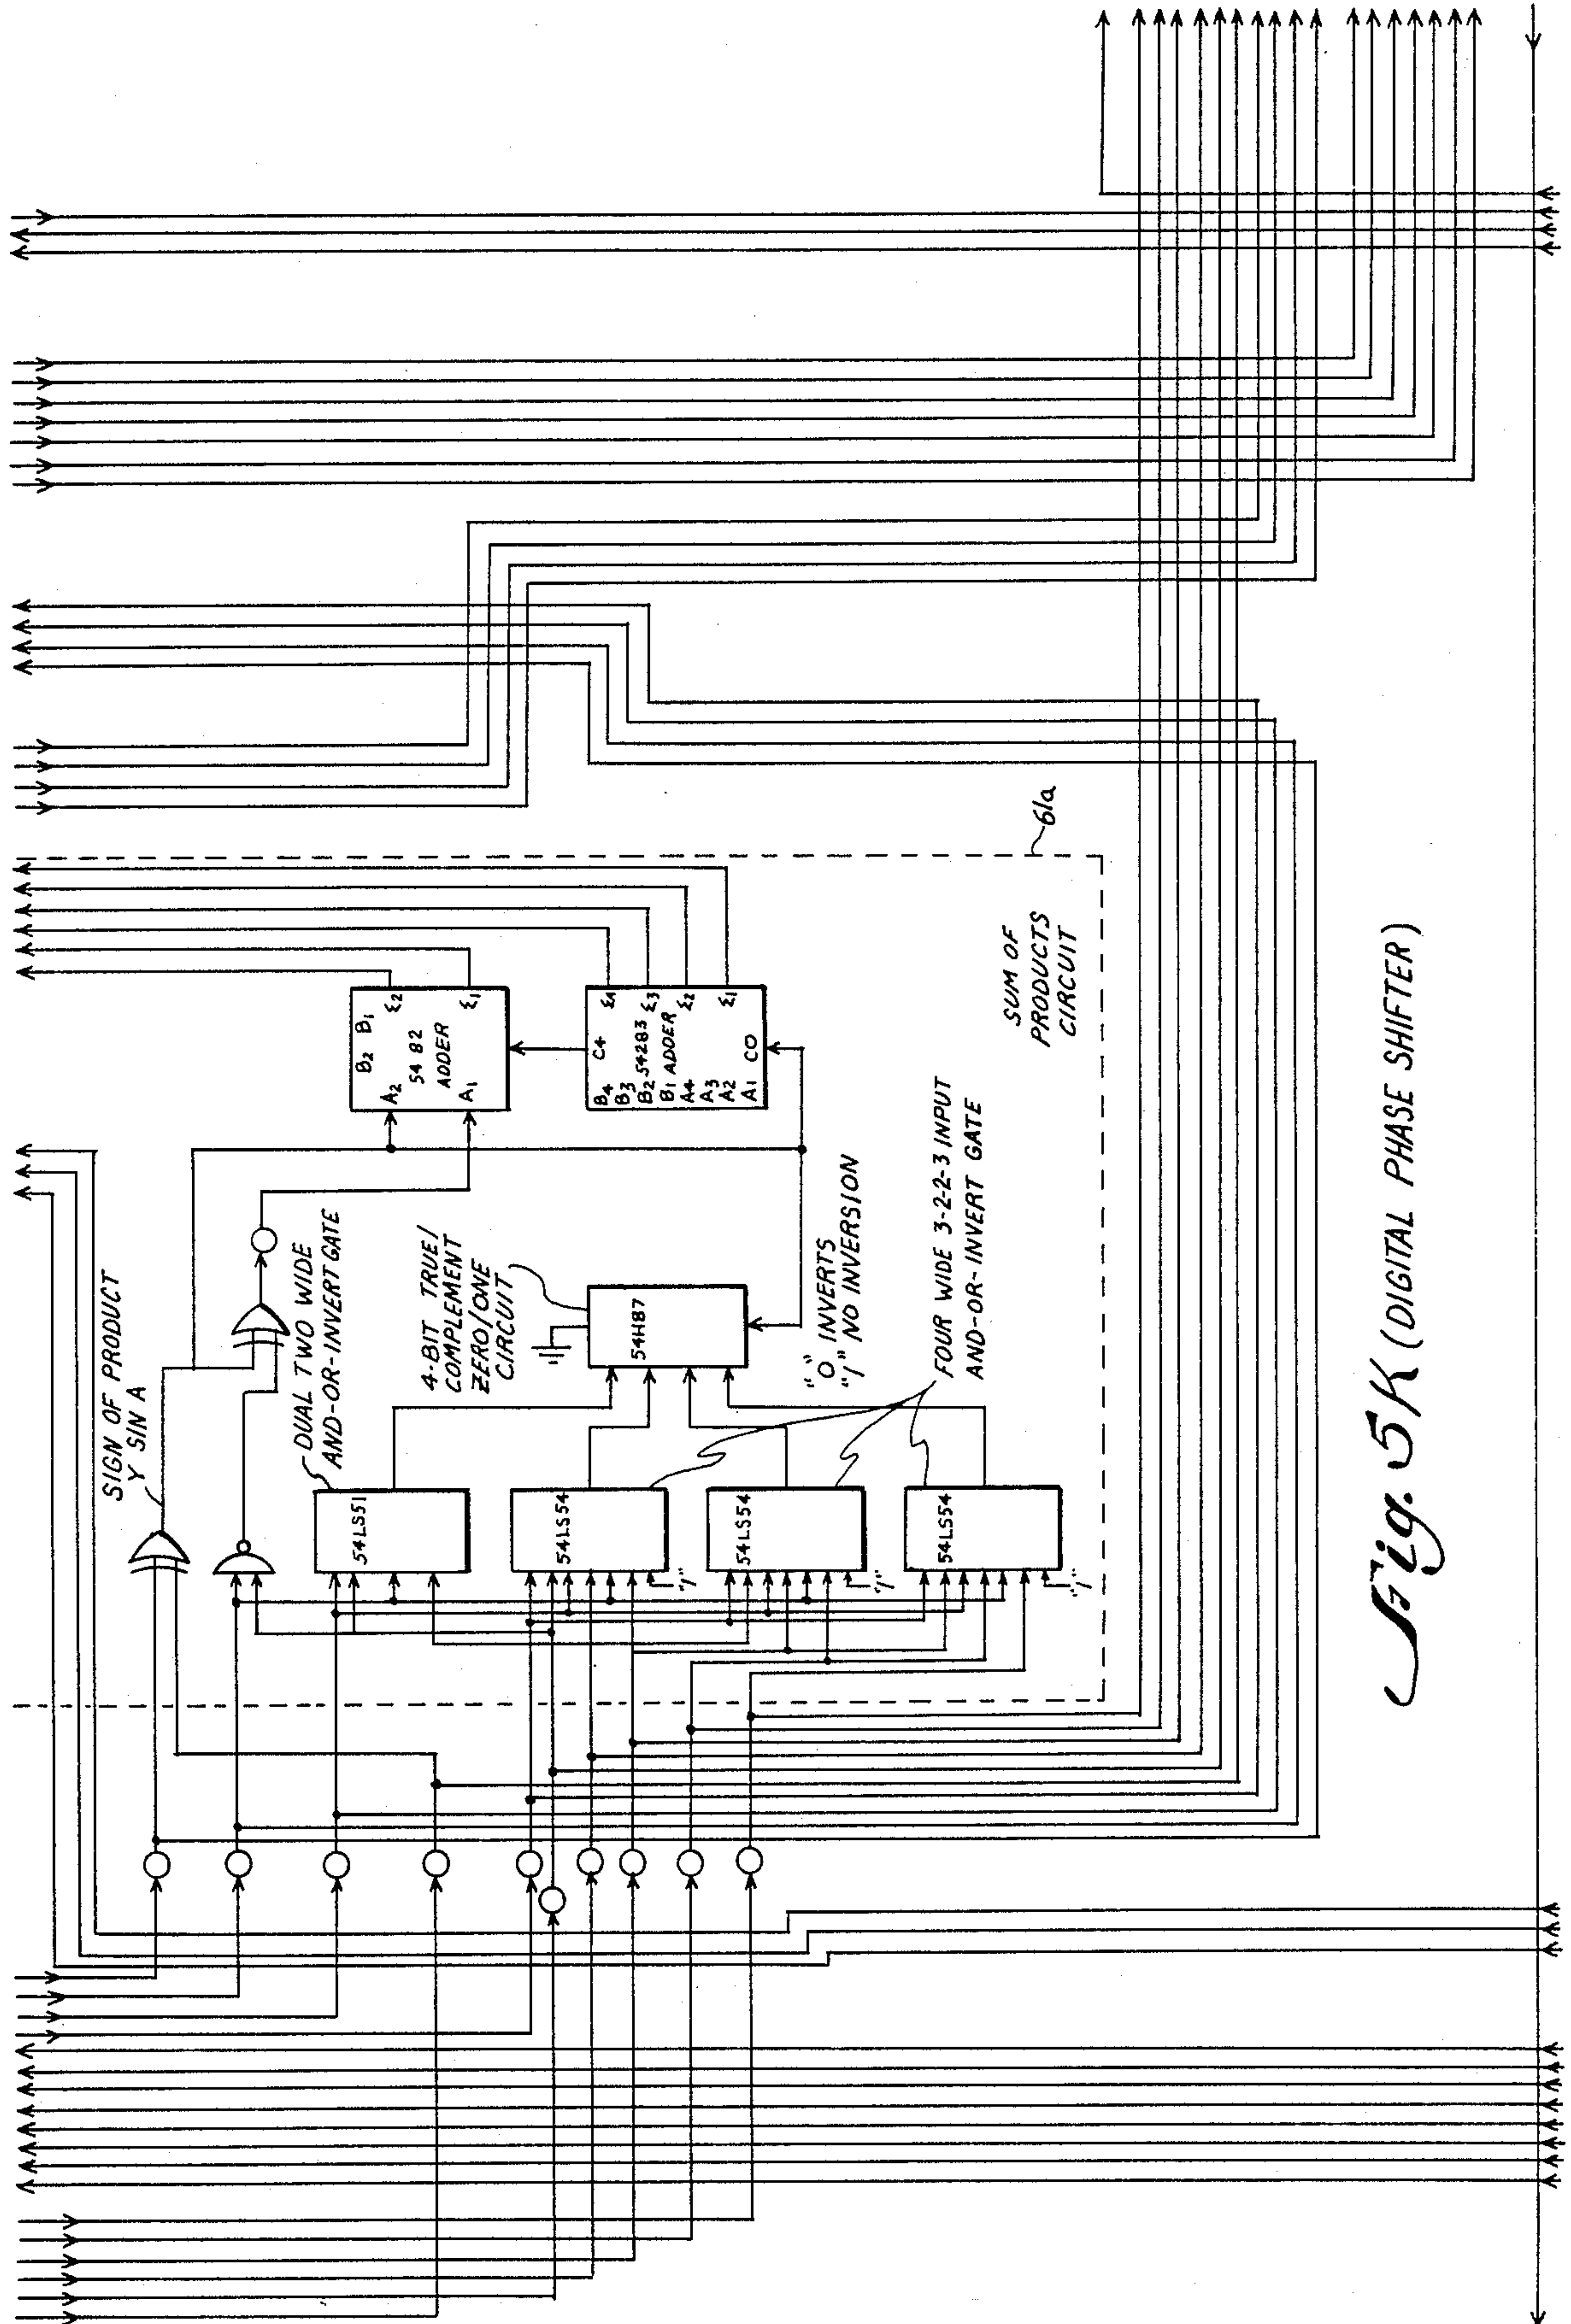 SIGN OF PRODUCT
Y SIN A
DUAL TWO WIDE
AND-OR-INVERT GATE
54LS51
54LS54
54LS54
54LS54
"1"
"1"
"1"
4-BIT TRUE/
COMPLEMENT
ZERO/ONE
CIRCUIT
54H87
"0" INVERTS
"1" NO INVERSION
FOUR WIDE 3-2-2-3 INPUT
AND-OR-INVERT GATE
B2 B1
A2 Σ2
54 82
ADDER
A1 Σ1
C4
B4 Σ4
B3
B2 54283 Σ3
B1 ADDER
A4 Σ2
A3
A2 Σ1
A1 CO
SUM OF
PRODUCTS
CIRCUIT
61a
Fig. 5K (DIGITAL PHASE SHIFTER)